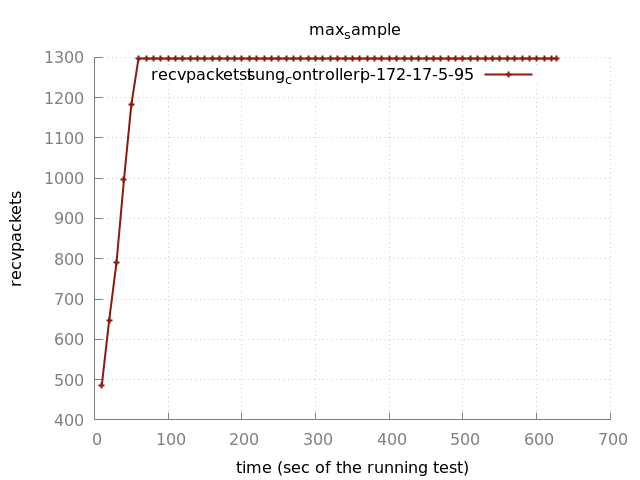 max_sample
1300
recvpacketstsung_controllerip-172-17-5-95
1200
1100
1000
900
800
700
600
500
400
recvpackets
0 100 200 300 400 500 600 700
time (sec of the running test)